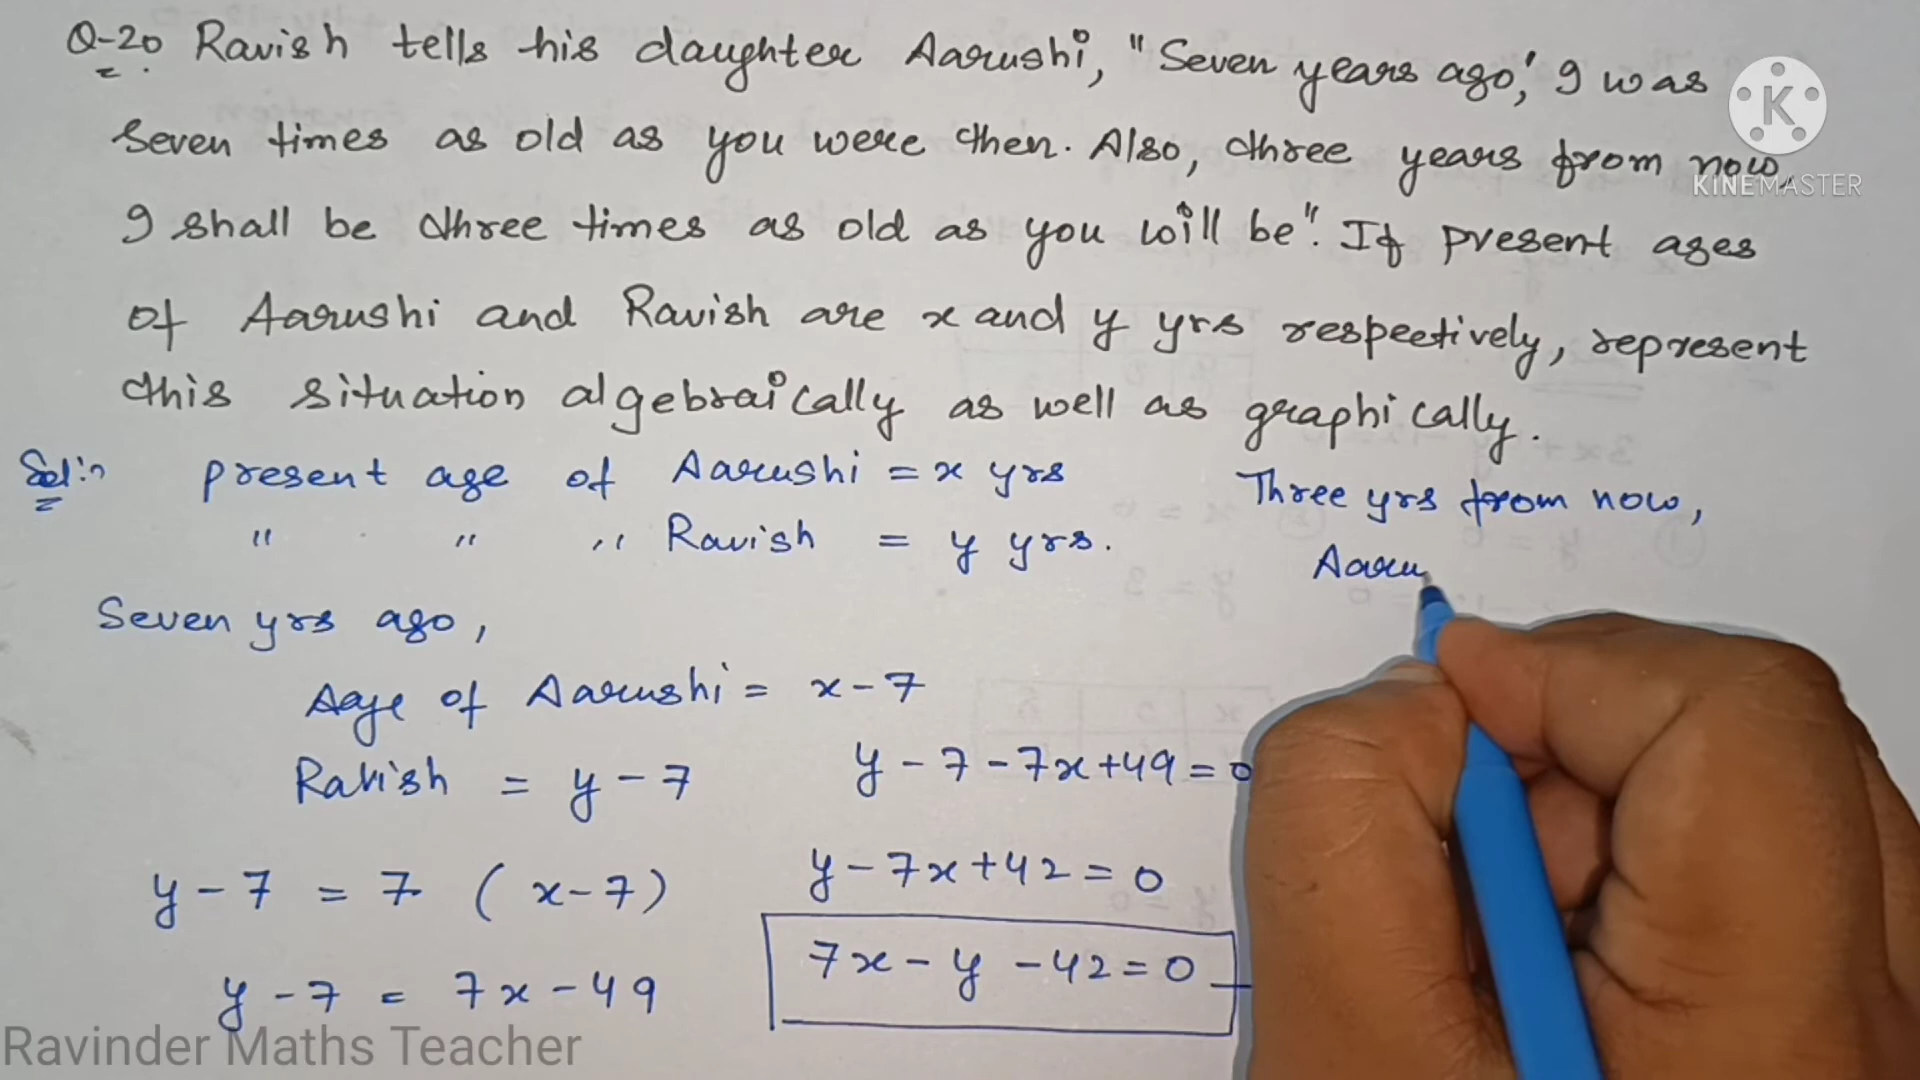 Q-20 Ravish tells his daughter Aarushi, "Seven years ago,' I was
seven times as old as you were then. Also, three years from now,
I shall be three times as old as you will be". If present ages
of Aarushi and Ravish are x and y yrs respectively, represent
this situation algebraically as well as graphically.
Sol:n present age of Aarushi = x yrs
" " " Ravish = y yrs.
Seven yrs ago,
Aage of Aarushi = x-7
Ravish = y-7
y-7 = 7 (x-7)
y-7 = 7x-49
y-7-7x+49=0
y-7x+42=0
7x-y-42=0
Three yrs from now,
Aaru
K
KINEMASTER
Ravinder Maths Teacher